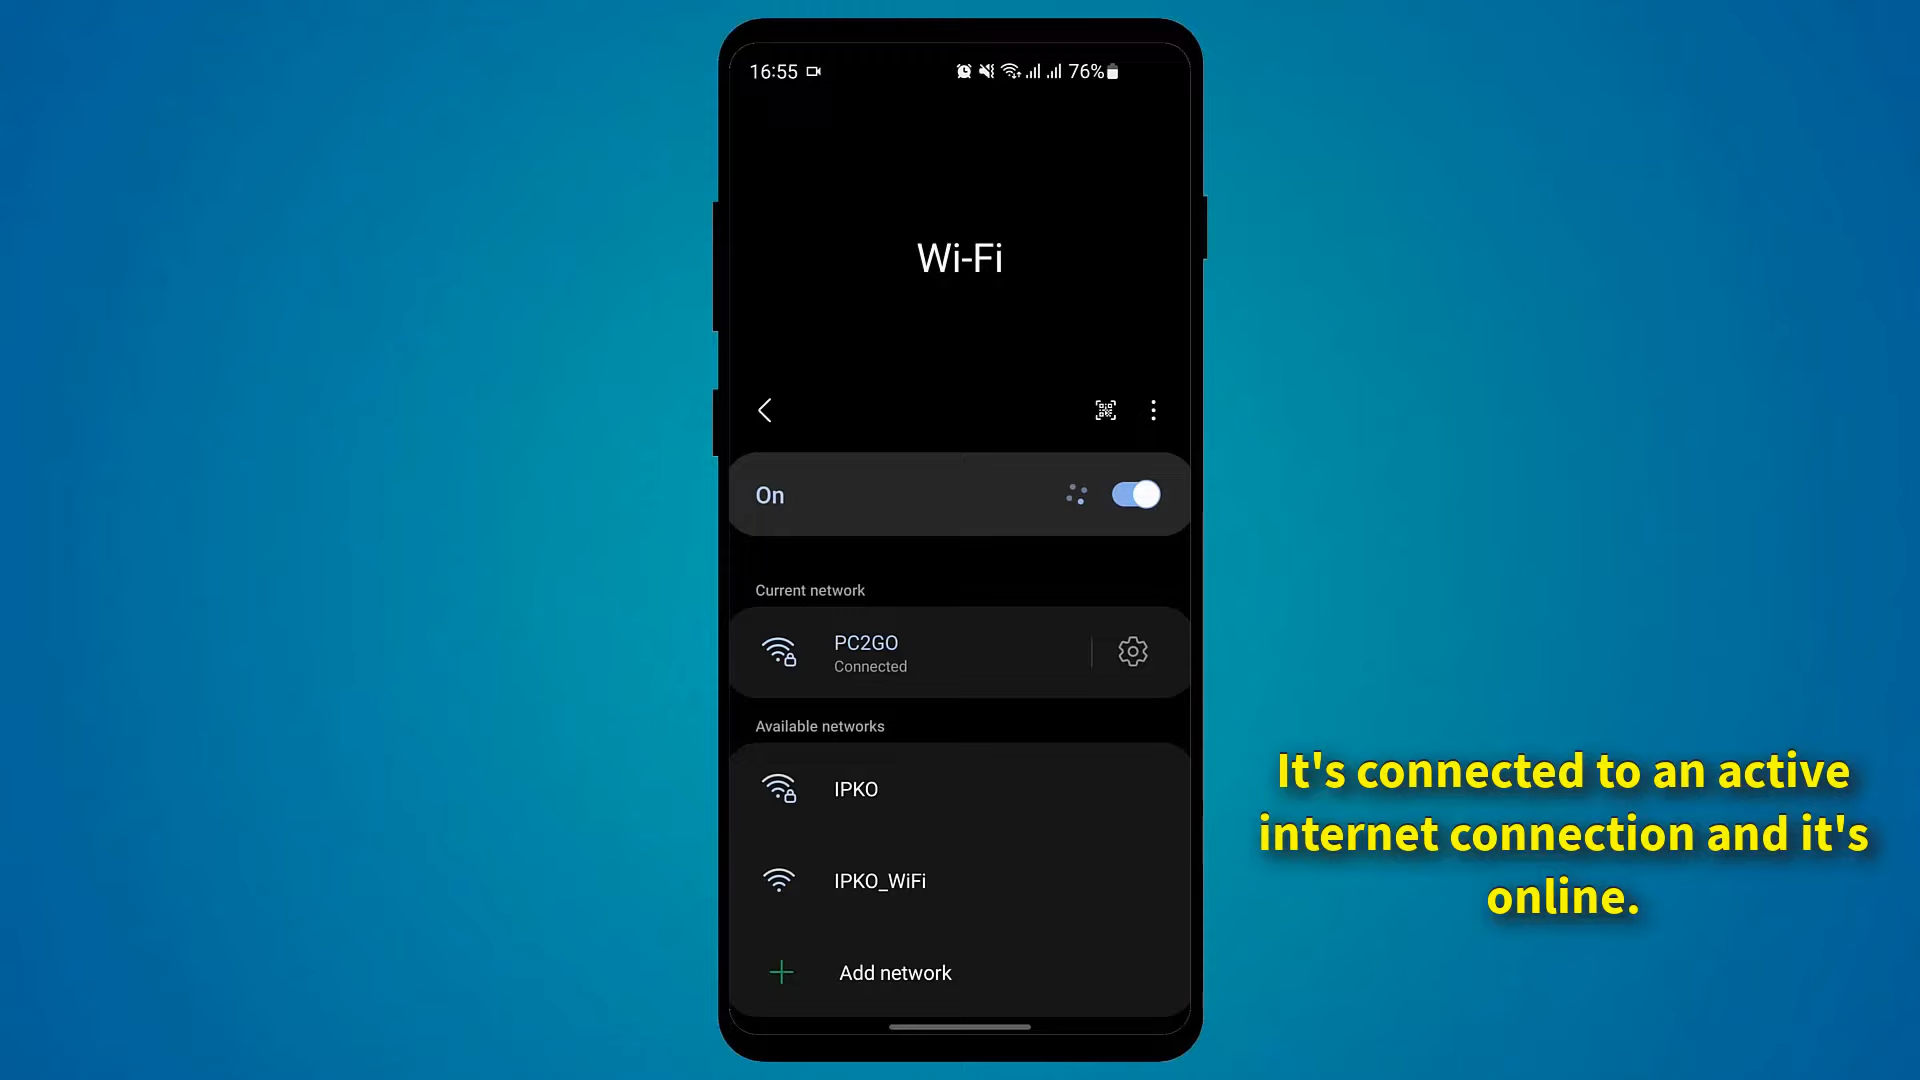 16:55
76%
Wi-Fi
On
Current network
PC2GO
Connected
Available networks
IPKO
IPKO_WiFi
Add network
It's connected to an active
internet connection and it's
online.